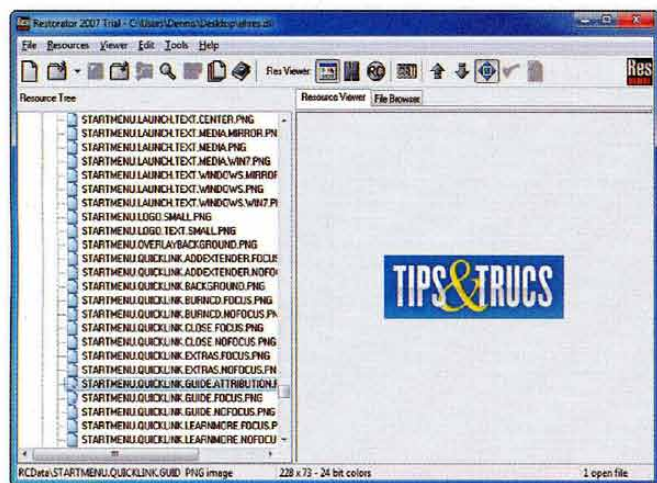 Restorator 2007 Trial - C:\Users\Dennis\Desktop\ehres.dll
File Resources Viewer Edit Tools Help
Res Viewer
Res
Resource Tree
Resource Viewer File Browser
STARTMENU.LAUNCH.TEXT.CENTER.PNG
STARTMENU.LAUNCH.TEXT.MEDIA.MIRROR.PN
STARTMENU.LAUNCH.TEXT.MEDIA.PNG
STARTMENU.LAUNCH.TEXT.MEDIA.WIN7.PNG
STARTMENU.LAUNCH.TEXT.WINDOWS.MIRROR
STARTMENU.LAUNCH.TEXT.WINDOWS.PNG
STARTMENU.LAUNCH.TEXT.WINDOWS.WIN7.P
STARTMENU.LOGO.SMALL.PNG
STARTMENU.LOGO.TEXT.SMALL.PNG
STARTMENU.OVERLAYBACKGROUND.PNG
STARTMENU.QUICKLINK.ADDEXTENDER.FOCUS
STARTMENU.QUICKLINK.ADDEXTENDER.NOFO
STARTMENU.QUICKLINK.BACKGROUND.PNG
STARTMENU.QUICKLINK.BURNCD.FOCUS.PNG
STARTMENU.QUICKLINK.BURNCD.NOFOCUS.PN
STARTMENU.QUICKLINK.CLOSE.FOCUS.PNG
STARTMENU.QUICKLINK.CLOSE.NOFOCUS.PNG
STARTMENU.QUICKLINK.EXTRAS.FOCUS.PNG
STARTMENU.QUICKLINK.EXTRAS.NOFOCUS.PN
STARTMENU.QUICKLINK.GUIDE.ATTRIBUTION.F
STARTMENU.QUICKLINK.GUIDE.FOCUS.PNG
STARTMENU.QUICKLINK.GUIDE.NOFOCUS.PNG
STARTMENU.QUICKLINK.LEARNMORE.FOCUS.P
STARTMENU.QUICKLINK.LEARNMORE.NOFOCU
TIPS&TRUCS
RCData\STARTMENU.QUICKLINK.GUID PNG image 228 x 73 - 24 bit colors 1 open file